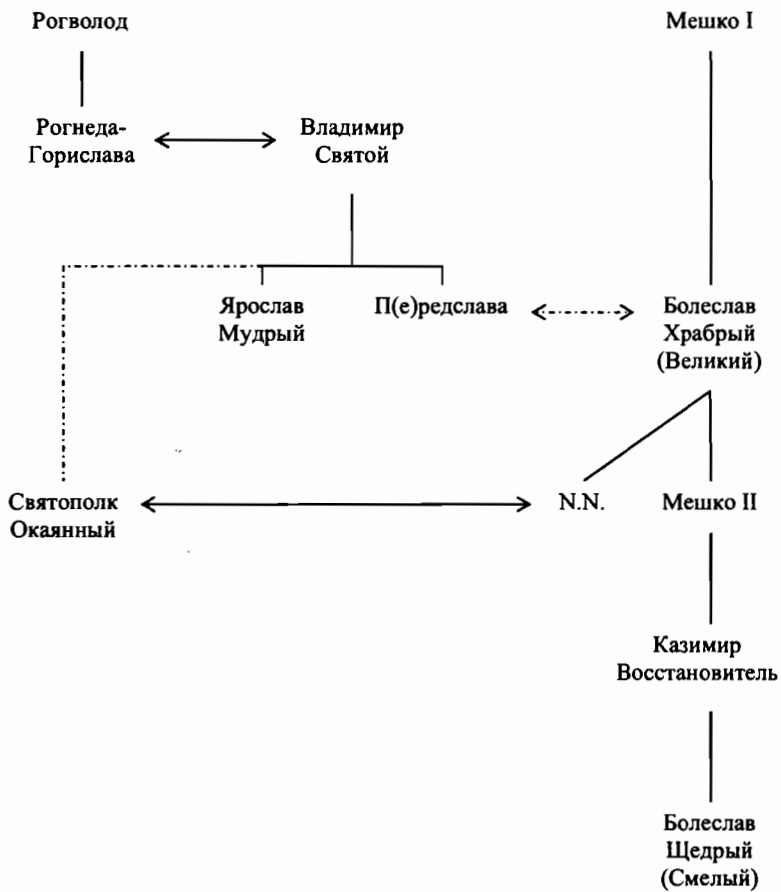 Рогволод
Мешко I
Рогнеда-
Горислава
Владимир
Святой
Ярослав
Мудрый
П(е)редслава
Болеслав
Храбрый
(Великий)
Святополк
Окаянный
N.N.
Мешко II
Казимир
Восстановитель
Болеслав
Щедрый
(Смелый)